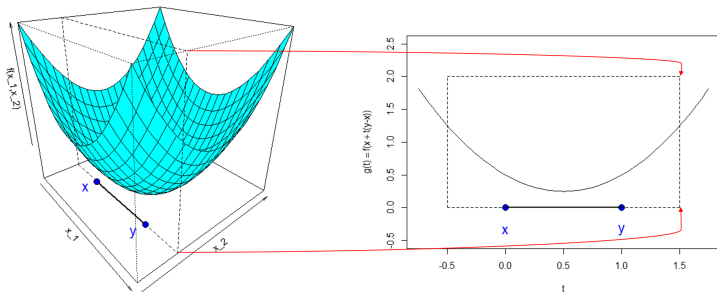 f(x_1,x_2)
x
y
x_1
x_2
g(t) = f(x + t(y-x))
2.5
2.0
1.5
1.0
0.5
0.0
-0.5
x
y
-0.5
0.0
0.5
1.0
1.5
t